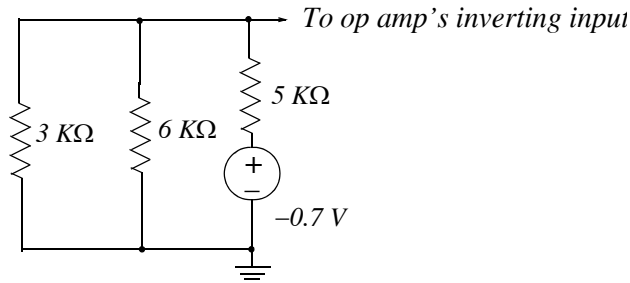 To op amp’s inverting input
5 KΩ
3 KΩ
6 KΩ
+
−
−0.7 V